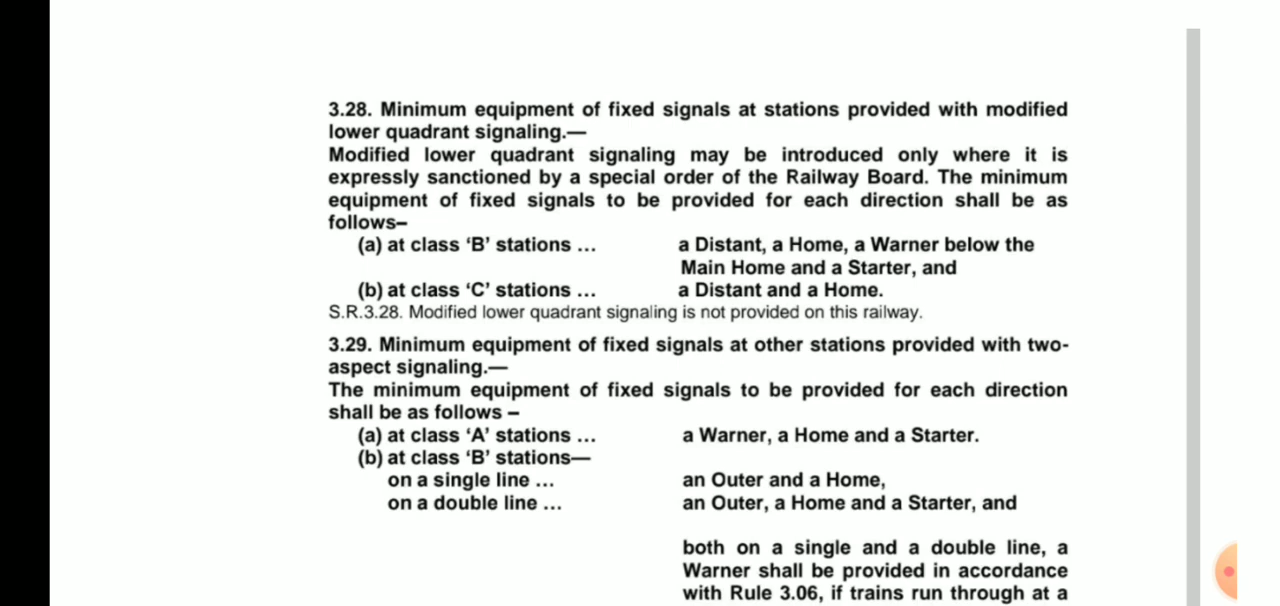 3.28. Minimum equipment of fixed signals at stations provided with modified
lower quadrant signaling.—
Modified lower quadrant signaling may be introduced only where it is
expressly sanctioned by a special order of the Railway Board. The minimum
equipment of fixed signals to be provided for each direction shall be as
follows–
(a) at class ‘B’ stations ... a Distant, a Home, a Warner below the
Main Home and a Starter, and
(b) at class ‘C’ stations ... a Distant and a Home.
S.R.3.28. Modified lower quadrant signaling is not provided on this railway.
3.29. Minimum equipment of fixed signals at other stations provided with two-
aspect signaling.—
The minimum equipment of fixed signals to be provided for each direction
shall be as follows –
(a) at class ‘A’ stations ... a Warner, a Home and a Starter.
(b) at class ‘B’ stations—
on a single line ... an Outer and a Home,
on a double line ... an Outer, a Home and a Starter, and
both on a single and a double line, a
Warner shall be provided in accordance
with Rule 3.06, if trains run through at a